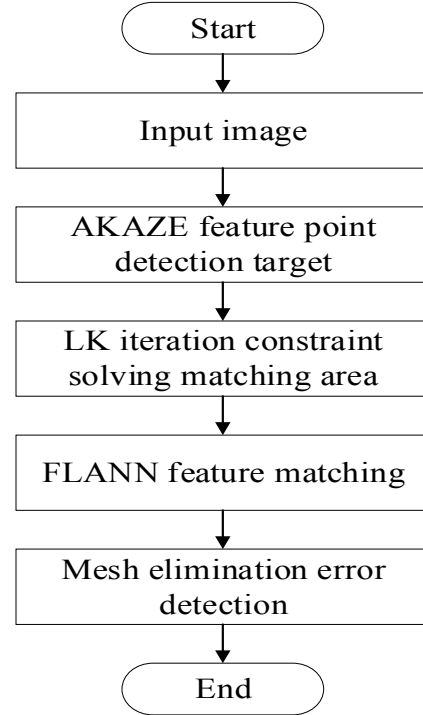 Start
Input image
AKAZE feature point
detection target
LK iteration constraint
solving matching area
FLANN feature matching
Mesh elimination error
detection
End